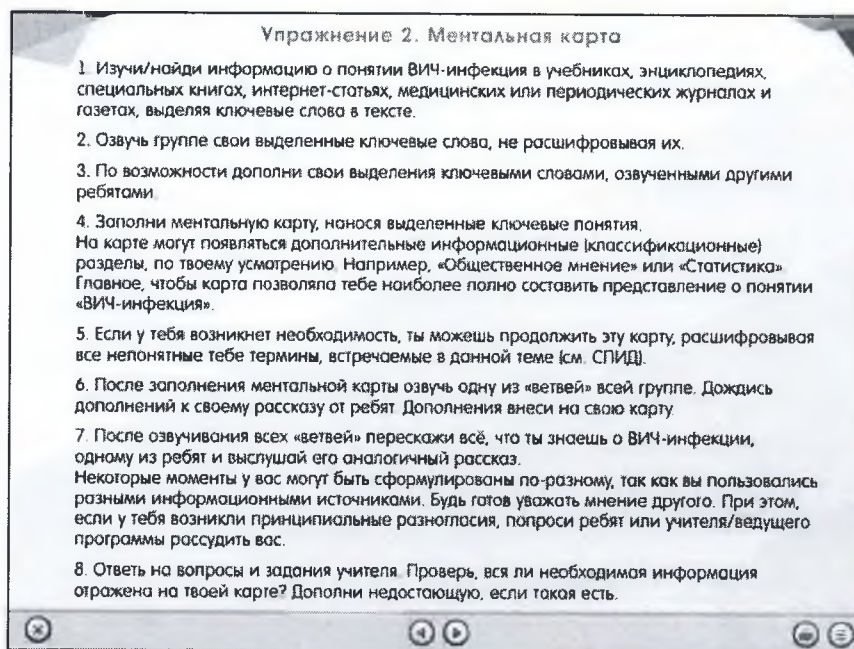 Упражнение 2. Ментальная карта
1. Изучи/найди информацию о понятии ВИЧ-инфекция в учебниках, энциклопедиях,
специальных книгах, интернет-статьях, медицинских или периодических журналах и
газетах, выделяя ключевые слова в тексте.
2. Озвучь группе свои выделенные ключевые слова, не расшифровывая их.
3. По возможности дополни свои выделения ключевыми словами, озвученными другими
ребятами.
4. Заполни ментальную карту, нанося выделенные ключевые понятия.
На карте могут появляться дополнительные информационные (классификационные)
разделы, по твоему усмотрению. Например, «Общественное мнение» или «Статистика».
Главное, чтобы карта позволяла тебе наиболее полно составить представление о понятии
«ВИЧ-инфекция».
5. Если у тебя возникнет необходимость, ты можешь продолжить эту карту, расшифровывая
все непонятные тебе термины, встречаемые в данной теме (см. СПИД).
6. После заполнения ментальной карты озвучь одну из «ветвей» всей группе. Дождись
дополнений к своему рассказу от ребят. Дополнения внеси на свою карту.
7. После озвучивания всех «ветвей» перескажи всё, что ты знаешь о ВИЧ-инфекции,
одному из ребят и выслушай его аналогичный рассказ.
Некоторые моменты у вас могут быть сформулированы по-разному, так как вы пользовались
разными информационными источниками. Будь готов уважать мнение другого. При этом,
если у тебя возникли принципиальные разногласия, попроси ребят или учителя/ведущего
программы рассудить вас.
8. Ответь на вопросы и задания учителя. Проверь, вся ли необходимая информация
отражена на твоей карте? Дополни недостающую, если такая есть.